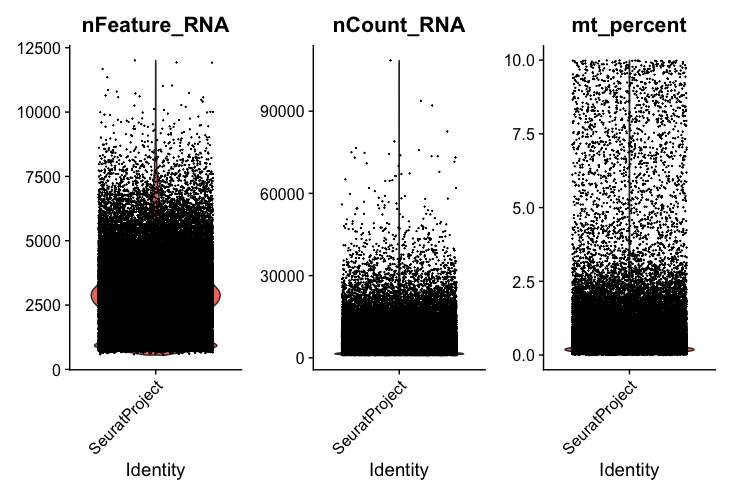 nFeature_RNA
12500
10000
7500
5000
2500
0
SeuratProject
Identity
nCount_RNA
90000
60000
30000
0
SeuratProject
Identity
mt_percent
10.0
7.5
5.0
2.5
0.0
SeuratProject
Identity